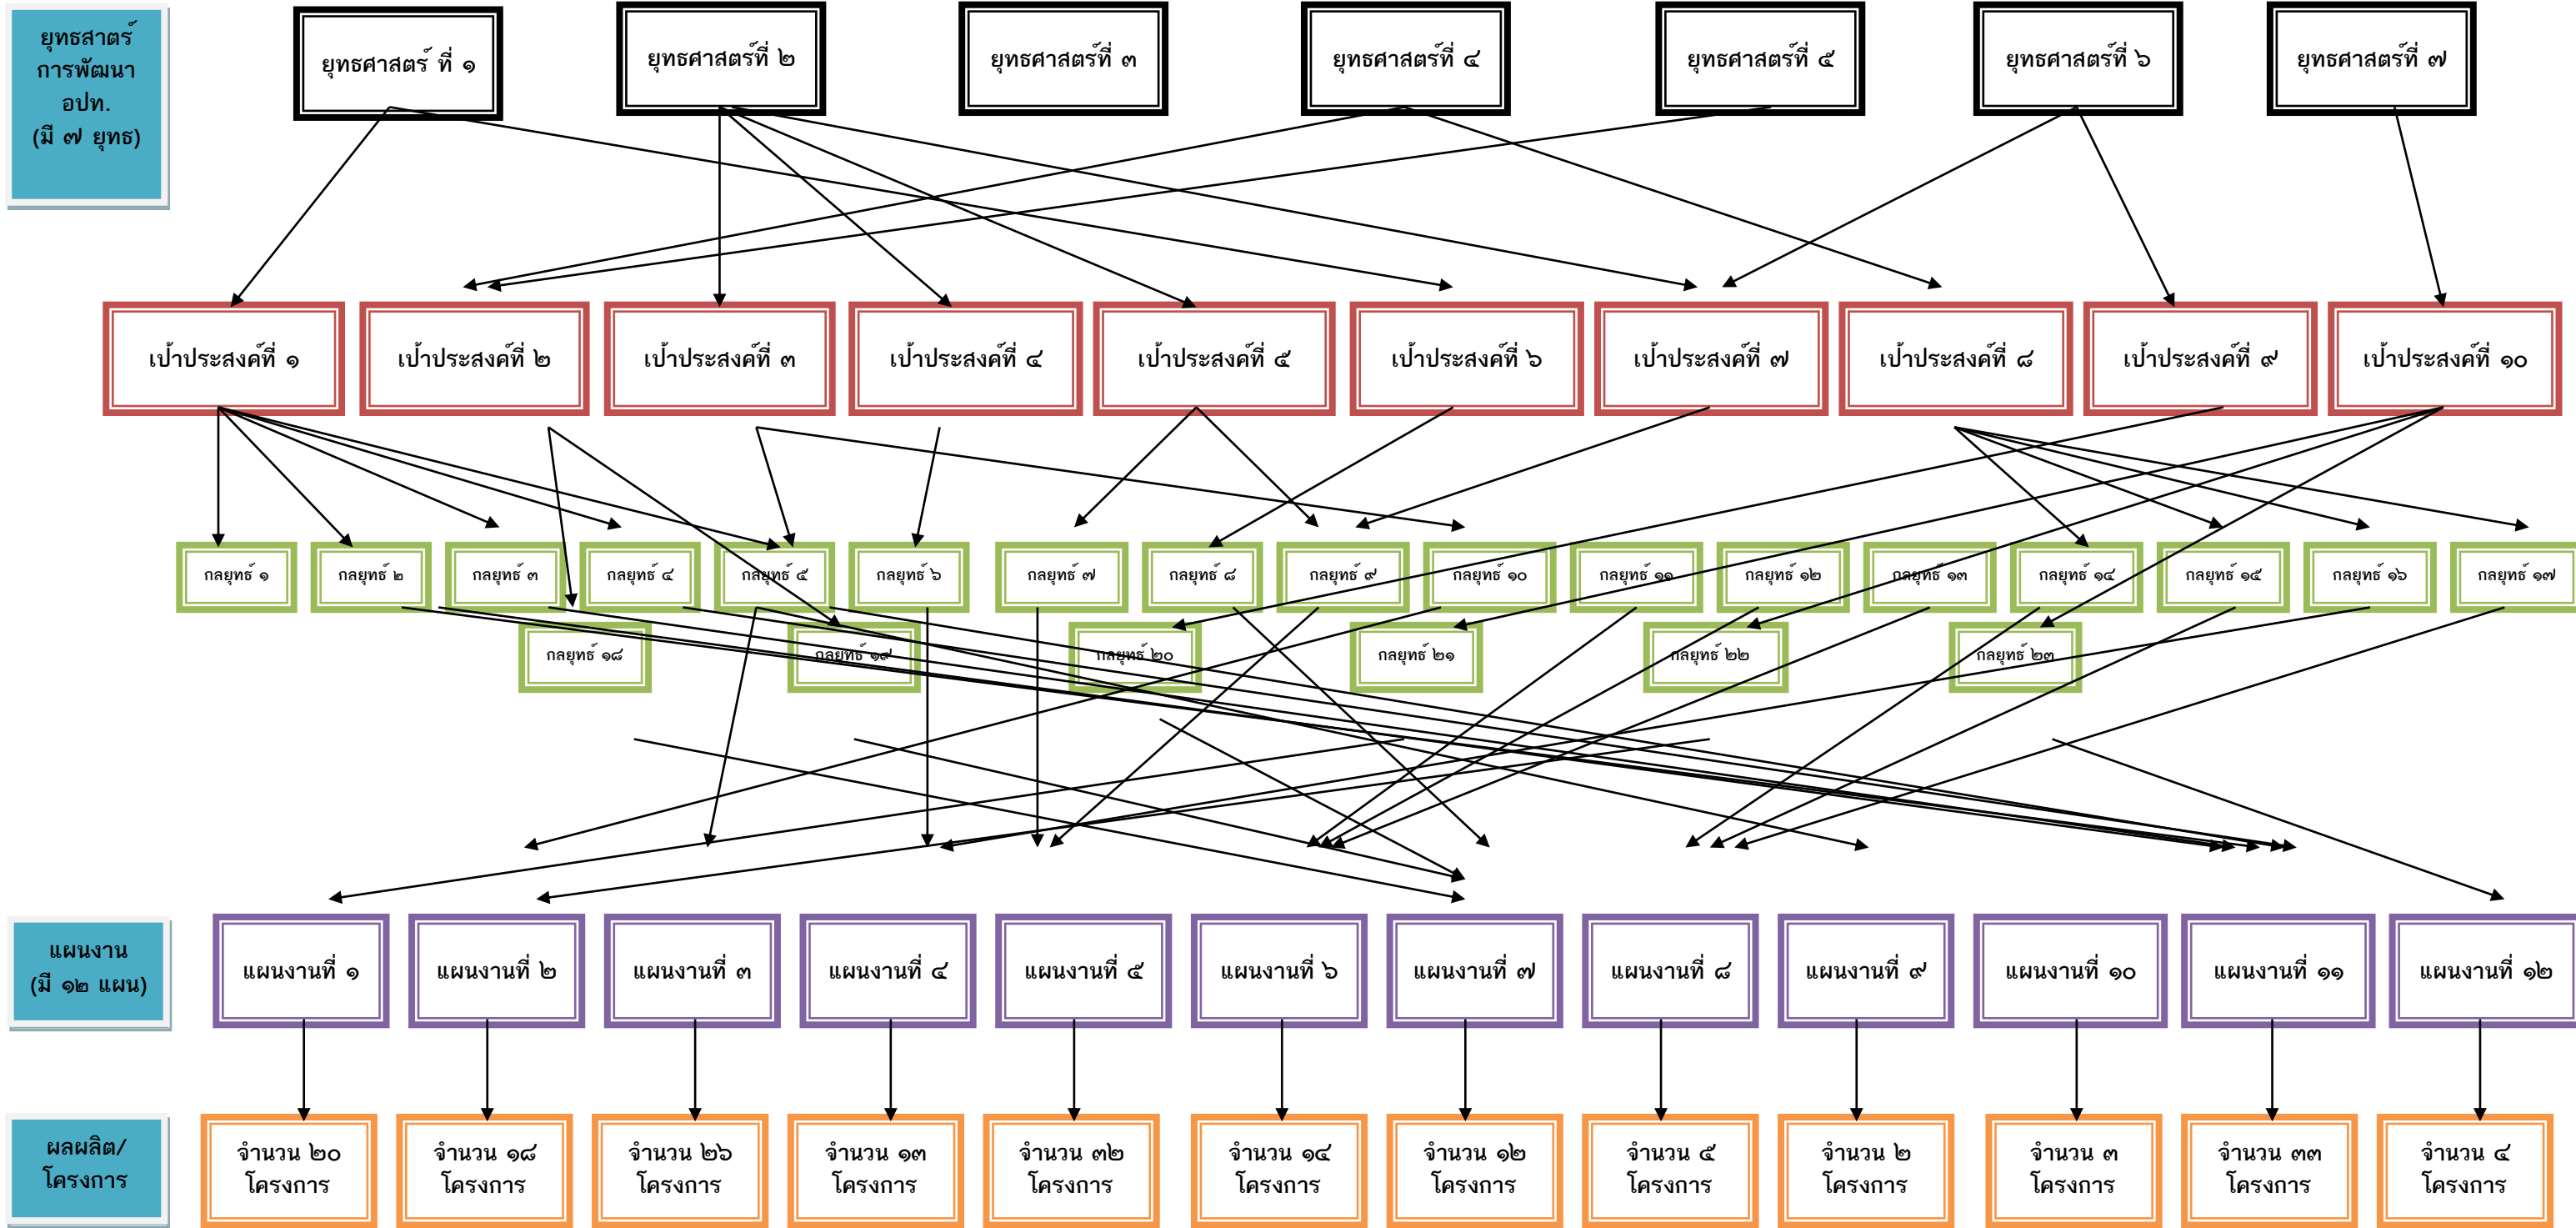 ยุทธสาตร์
การพัฒนา
อปท.
(มี ๗ ยุทธ)
ยุทธศาสตร์ ที่ ๑
ยุทธศาสตร์ที่ ๒
ยุทธศาสตร์ที่ ๓
ยุทธศาสตร์ที่ ๔
ยุทธศาสตร์ที่ ๕
ยุทธศาสตร์ที่ ๖
ยุทธศาสตร์ที่ ๗
เป้าประสงค์ที่ ๑
เป้าประสงค์ที่ ๒
เป้าประสงค์ที่ ๓
เป้าประสงค์ที่ ๔
เป้าประสงค์ที่ ๕
เป้าประสงค์ที่ ๖
เป้าประสงค์ที่ ๗
เป้าประสงค์ที่ ๘
เป้าประสงค์ที่ ๙
เป้าประสงค์ที่ ๑๐
กลยุทธ์ ๑
กลยุทธ์ ๒
กลยุทธ์ ๓
กลยุทธ์ ๔
กลยุทธ์ ๕
กลยุทธ์ ๖
กลยุทธ์ ๗
กลยุทธ์ ๘
กลยุทธ์ ๙
กลยุทธ์ ๑๐
กลยุทธ์ ๑๑
กลยุทธ์ ๑๒
กลยุทธ์ ๑๓
กลยุทธ์ ๑๔
กลยุทธ์ ๑๕
กลยุทธ์ ๑๖
กลยุทธ์ ๑๗
กลยุทธ์ ๑๘
กลยุทธ์ ๑๙
กลยุทธ์ ๒๐
กลยุทธ์ ๒๑
กลยุทธ์ ๒๒
กลยุทธ์ ๒๓
แผนงาน
(มี ๑๒ แผน)
แผนงานที่ ๑
แผนงานที่ ๒
แผนงานที่ ๓
แผนงานที่ ๔
แผนงานที่ ๕
แผนงานที่ ๖
แผนงานที่ ๗
แผนงานที่ ๘
แผนงานที่ ๙
แผนงานที่ ๑๐
แผนงานที่ ๑๑
แผนงานที่ ๑๒
ผลผลิต/
โครงการ
จำนวน ๒๐
โครงการ
จำนวน ๑๘
โครงการ
จำนวน ๒๖
โครงการ
จำนวน ๑๓
โครงการ
จำนวน ๓๒
โครงการ
จำนวน ๑๔
โครงการ
จำนวน ๑๒
โครงการ
จำนวน ๕
โครงการ
จำนวน ๒
โครงการ
จำนวน ๓
โครงการ
จำนวน ๓๓
โครงการ
จำนวน ๔
โครงการ